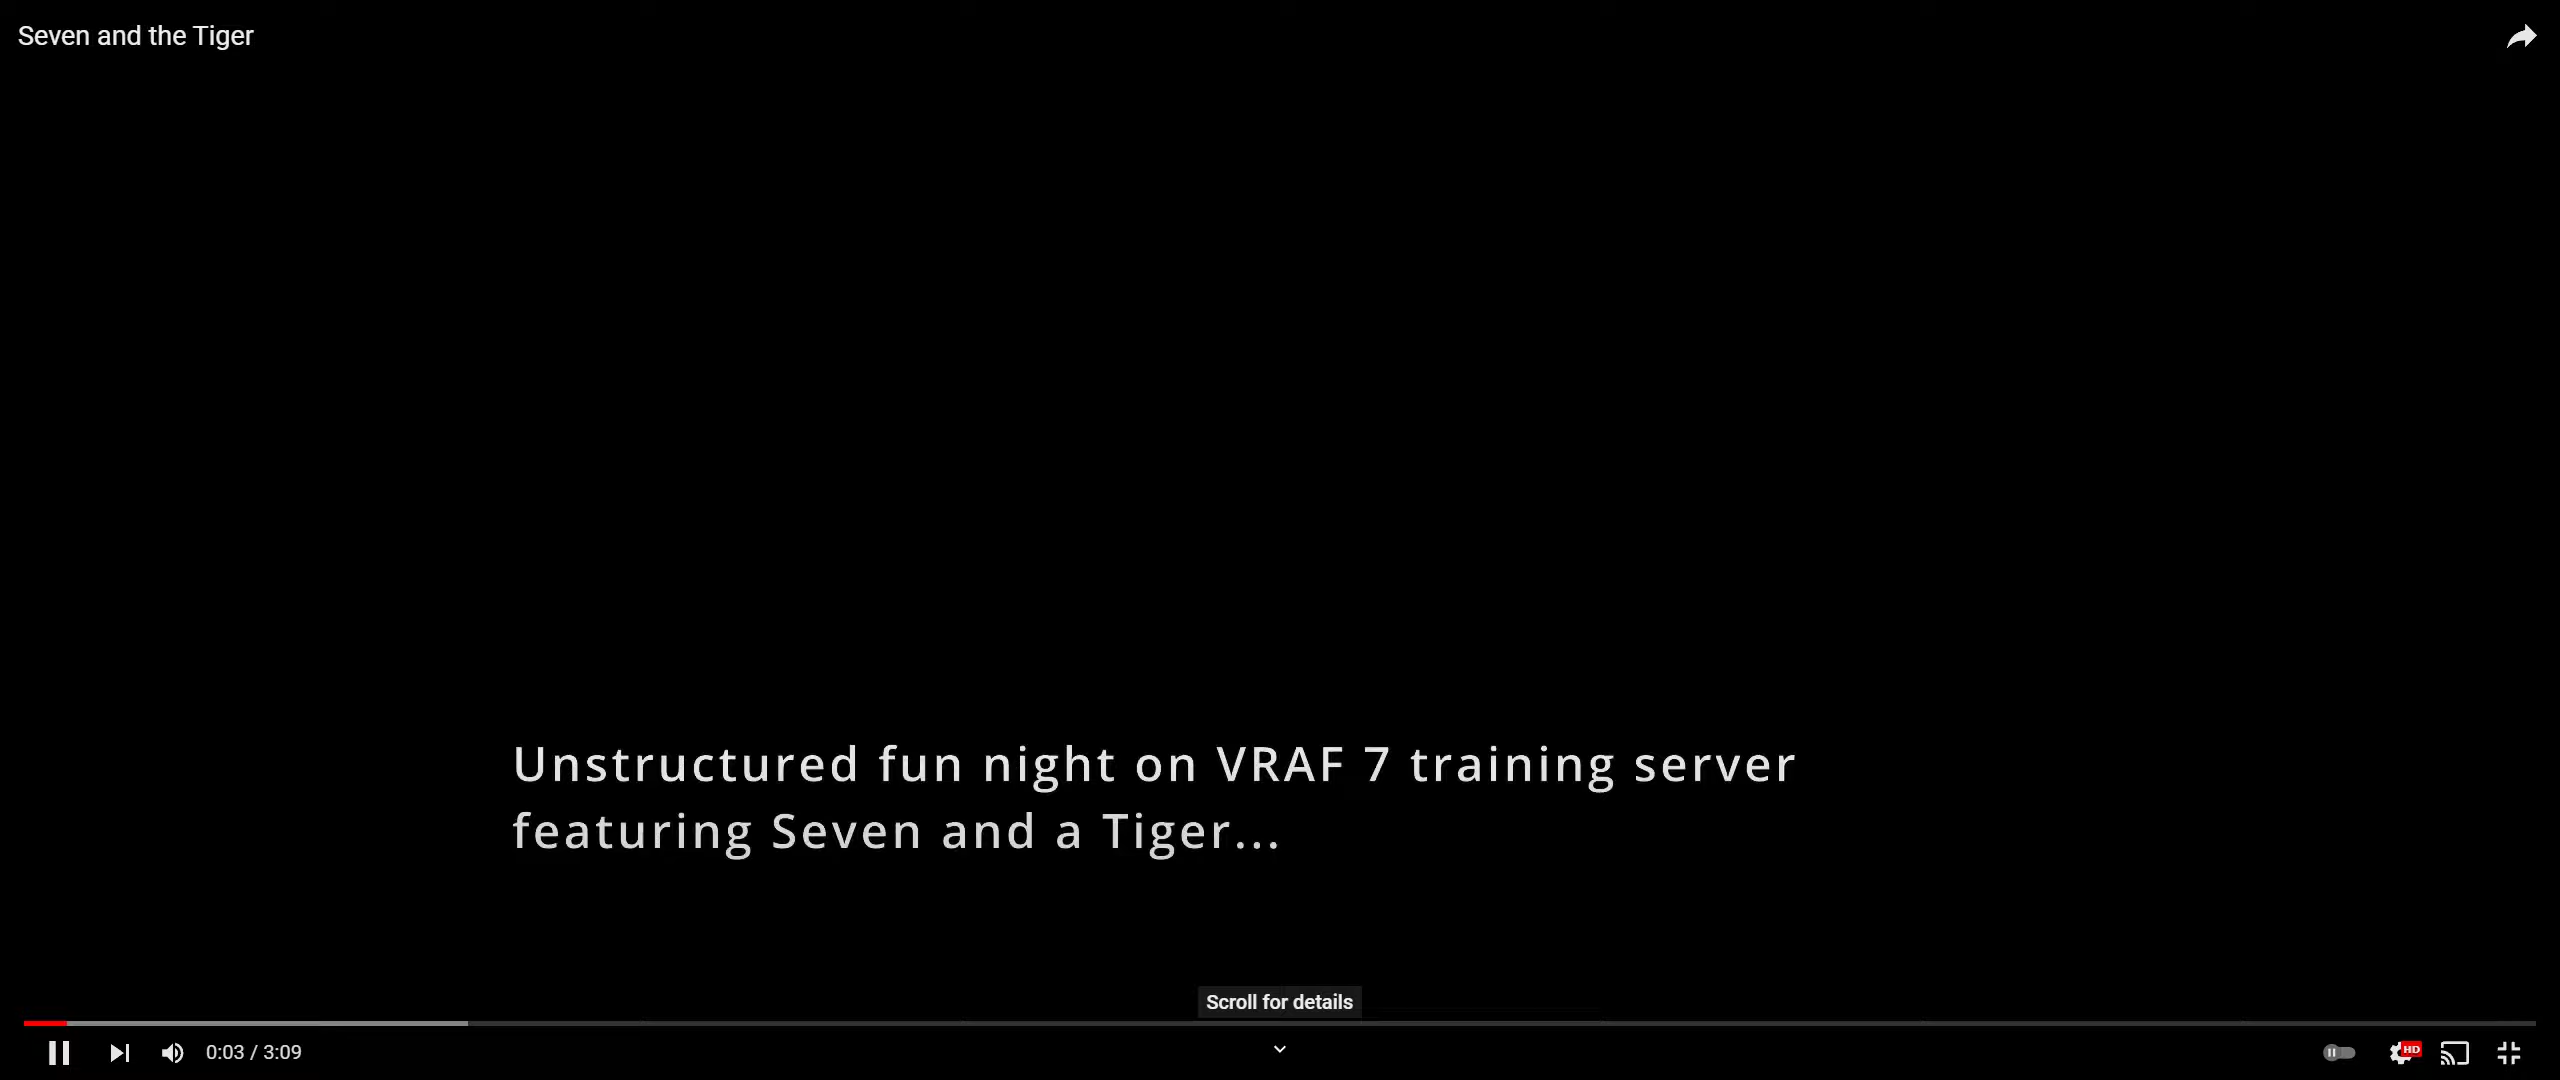 Seven and the Tiger
Unstructured fun night on VRAF 7 training server
featuring Seven and a Tiger...
Scroll for details
0:03 / 3:09
HD